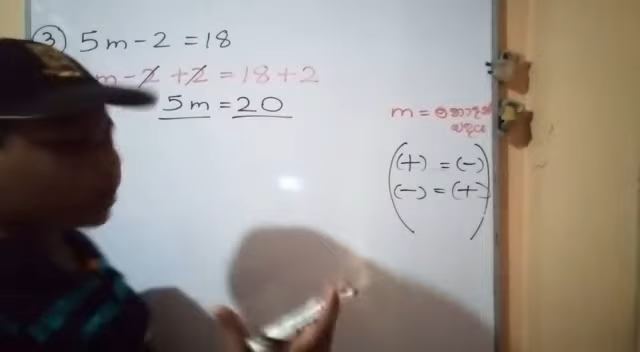 ③ 5m - 2 = 18
m - 2 + 2 = 18 + 2
5m = 20
m =
(+) = (-)
(-) = (+)